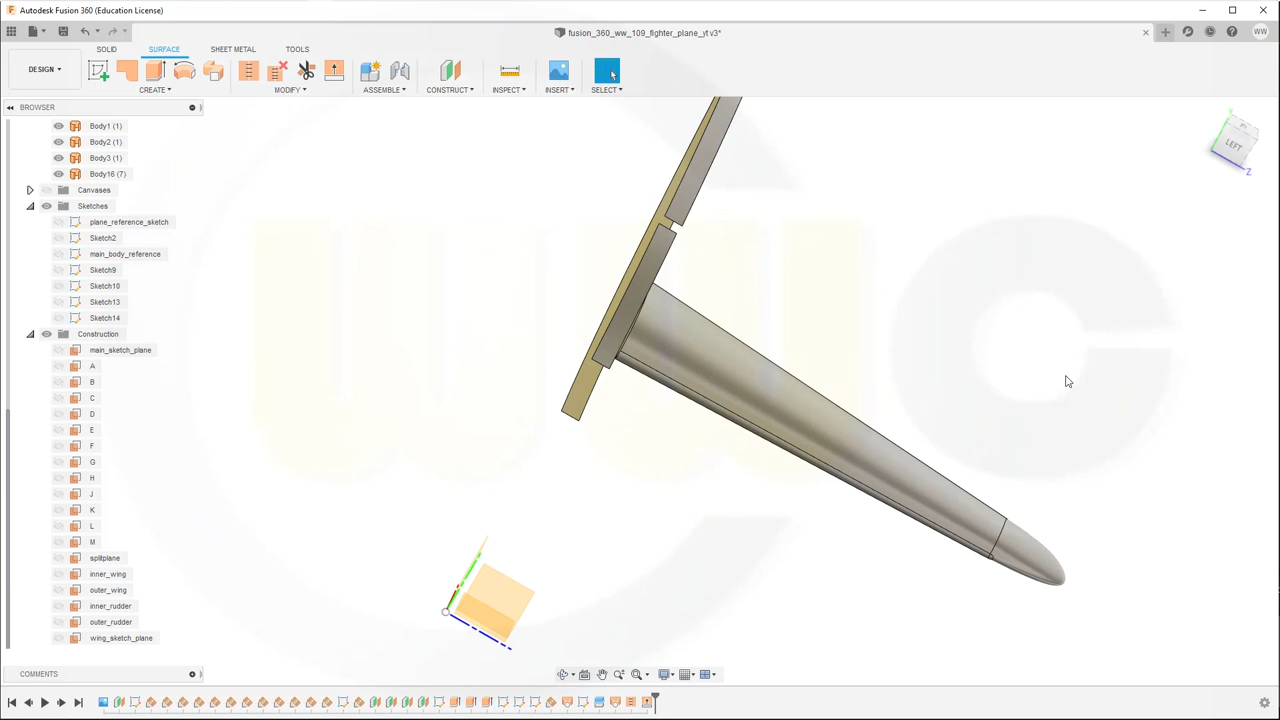 Autodesk Fusion 360 (Education License)
fusion_360_ww_109_fighter_plane_yt v3*
WW
DESIGN
SOLID
SURFACE
SHEET METAL
TOOLS
CREATE
MODIFY
ASSEMBLE
CONSTRUCT
INSPECT
INSERT
SELECT
BROWSER
Body1 (1)
Body2 (1)
Body3 (1)
Body16 (7)
Canvases
Sketches
plane_reference_sketch
Sketch2
main_body_reference
Sketch9
Sketch10
Sketch13
Sketch14
Construction
main_sketch_plane
A
B
C
D
E
F
G
H
J
K
L
M
splitplane
inner_wing
outer_wing
inner_rudder
outer_rudder
wing_sketch_plane
COMMENTS
LEFT
Z